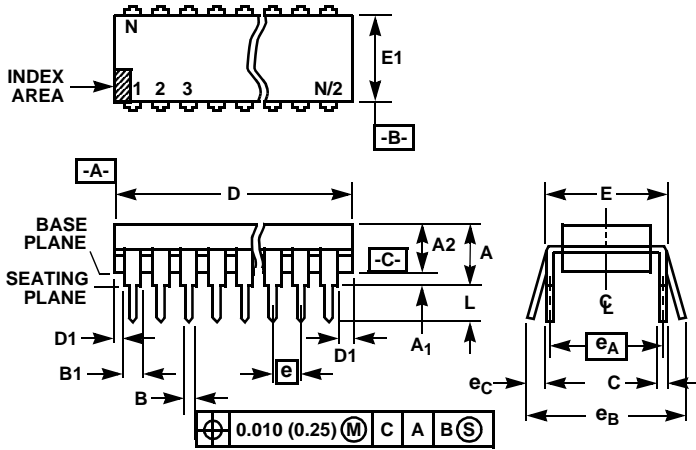 N
E1
INDEX
AREA
1 2 3 N/2
-B-
-A-
D
E
BASE
PLANE
A2
A
-C-
SEATING
PLANE
L
C̲L
D1
B1
A1
D1
e
eA
B
eC
C
eB
0.010 (0.25) Ⓜ C A B Ⓢ